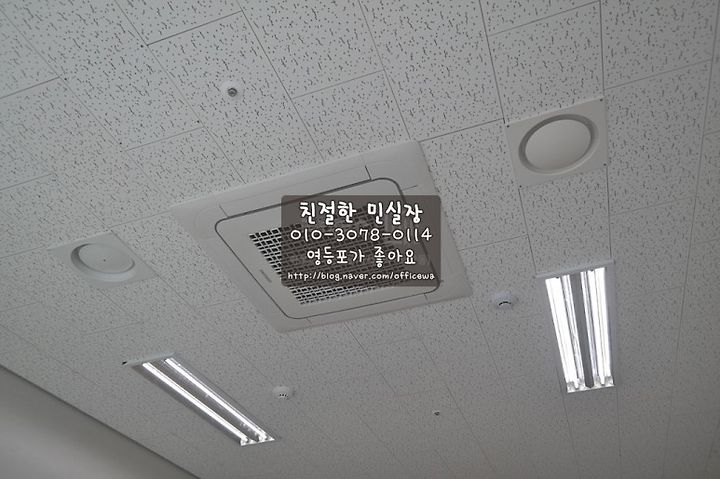 친절한 민실장
010-3078-0114
영등포가 좋아요
http://blog.naver.com/officewa